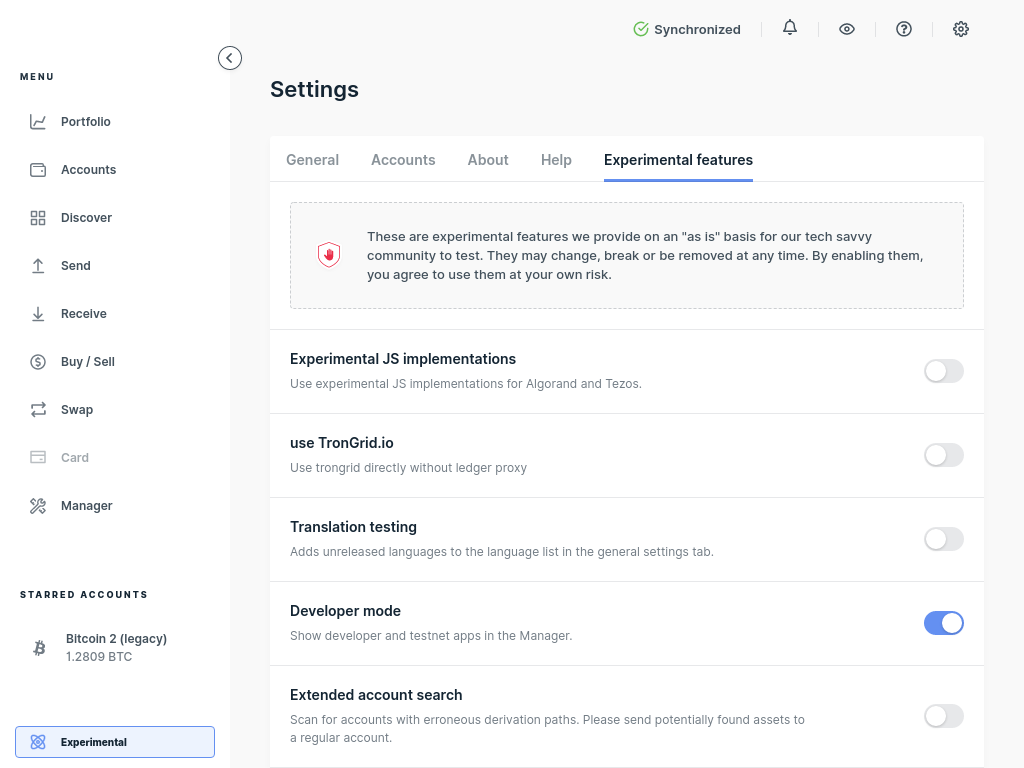 Synchronized
MENU
Portfolio
Accounts
Discover
Send
Receive
Buy / Sell
Swap
Card
Manager
STARRED ACCOUNTS
Bitcoin 2 (legacy)
1.2809 BTC
Experimental
Settings
General
Accounts
About
Help
Experimental features
These are experimental features we provide on an "as is" basis for our tech savvy
community to test. They may change, break or be removed at any time. By enabling them,
you agree to use them at your own risk.
Experimental JS implementations
Use experimental JS implementations for Algorand and Tezos.
use TronGrid.io
Use trongrid directly without ledger proxy
Translation testing
Adds unreleased languages to the language list in the general settings tab.
Developer mode
Show developer and testnet apps in the Manager.
Extended account search
Scan for accounts with erroneous derivation paths. Please send potentially found assets to
a regular account.